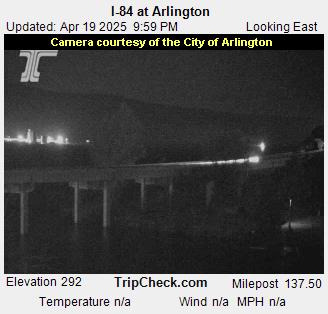 I-84 at Arlington
Updated: Apr 19 2025 9:59 PM Looking East
Camera courtesy of the City of Arlington
Elevation 292 TripCheck.com Milepost 137.50
Temperature n/a Wind n/a MPH n/a